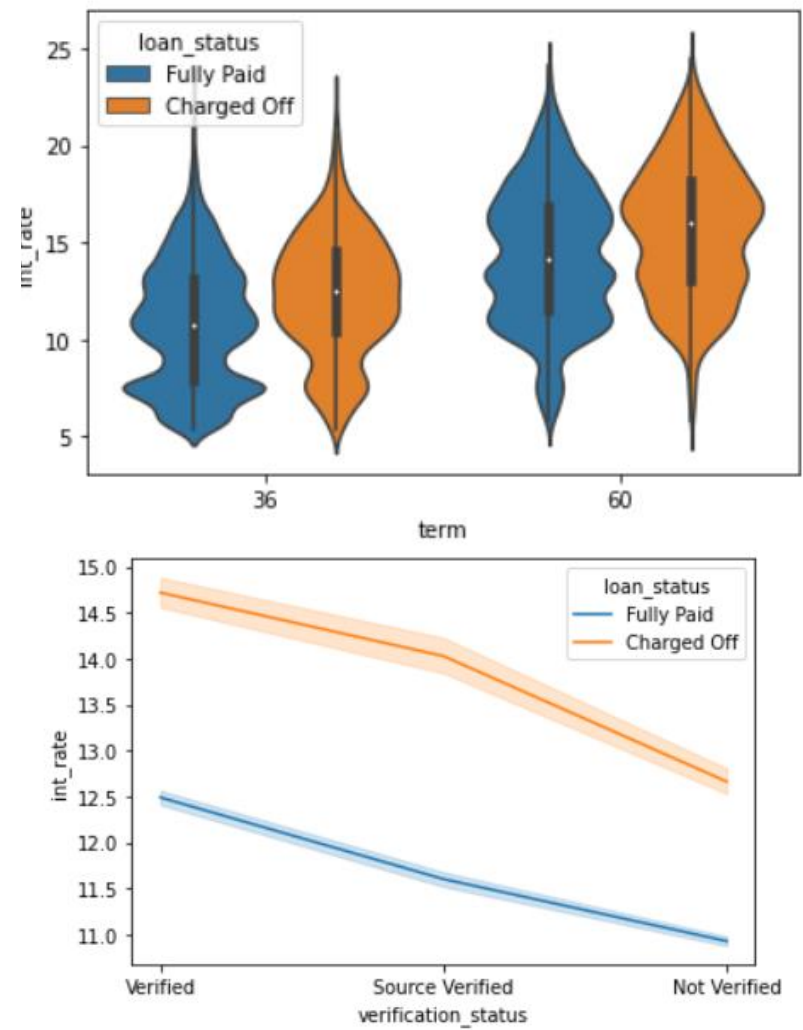 25
20
15
10
5
int_rate
loan_status
Fully Paid
Charged Off
36
60
term
15.0
14.5
14.0
13.5
13.0
12.5
12.0
11.5
11.0
int_rate
loan_status
Fully Paid
Charged Off
Verified
Source Verified
Not Verified
verification_status